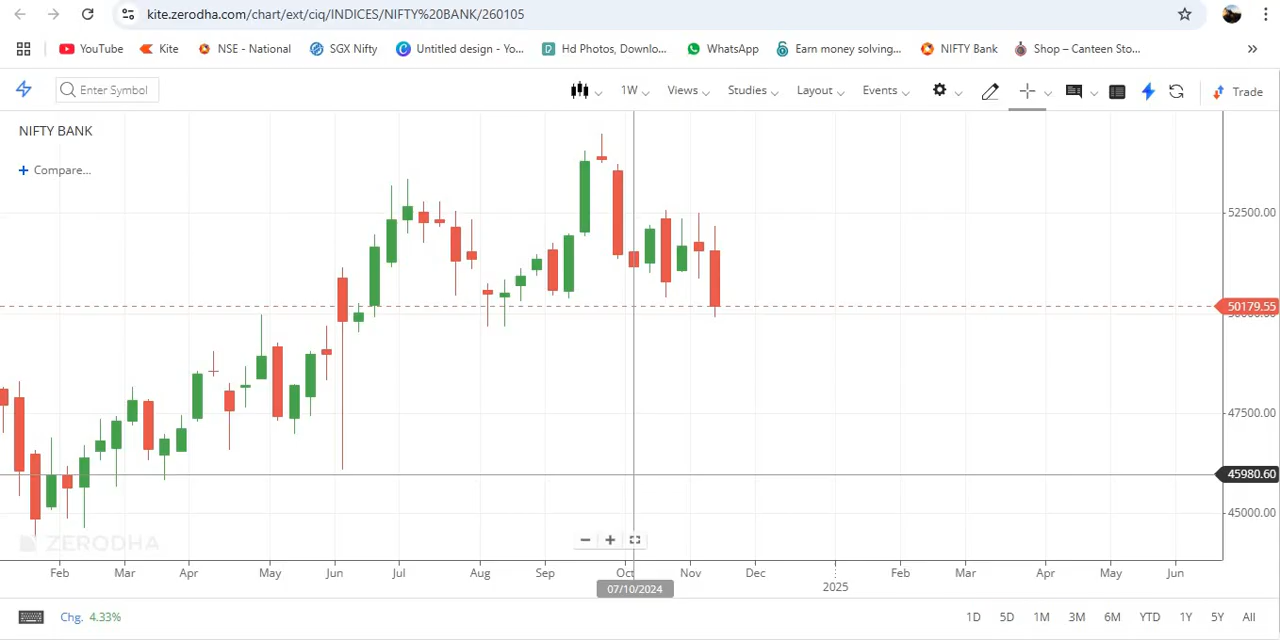 kite.zerodha.com/chart/ext/ciq/INDICES/NIFTY%20BANK/260105
YouTube Kite NSE - National SGX Nifty Untitled design - Yo... Hd Photos, Downlo... WhatsApp Earn money solving... NIFTY Bank Shop – Canteen Sto... »
Enter Symbol 1W Views Studies Layout Events Trade
NIFTY BANK
+ Compare...
52500.00
50179.55
47500.00
45980.60
45000.00
ZERODHA
Feb Mar Apr May Jun Jul Aug Sep Oct Nov Dec 2025 Feb Mar Apr May Jun
07/10/2024
Chg. 4.33% 1D 5D 1M 3M 6M YTD 1Y 5Y All